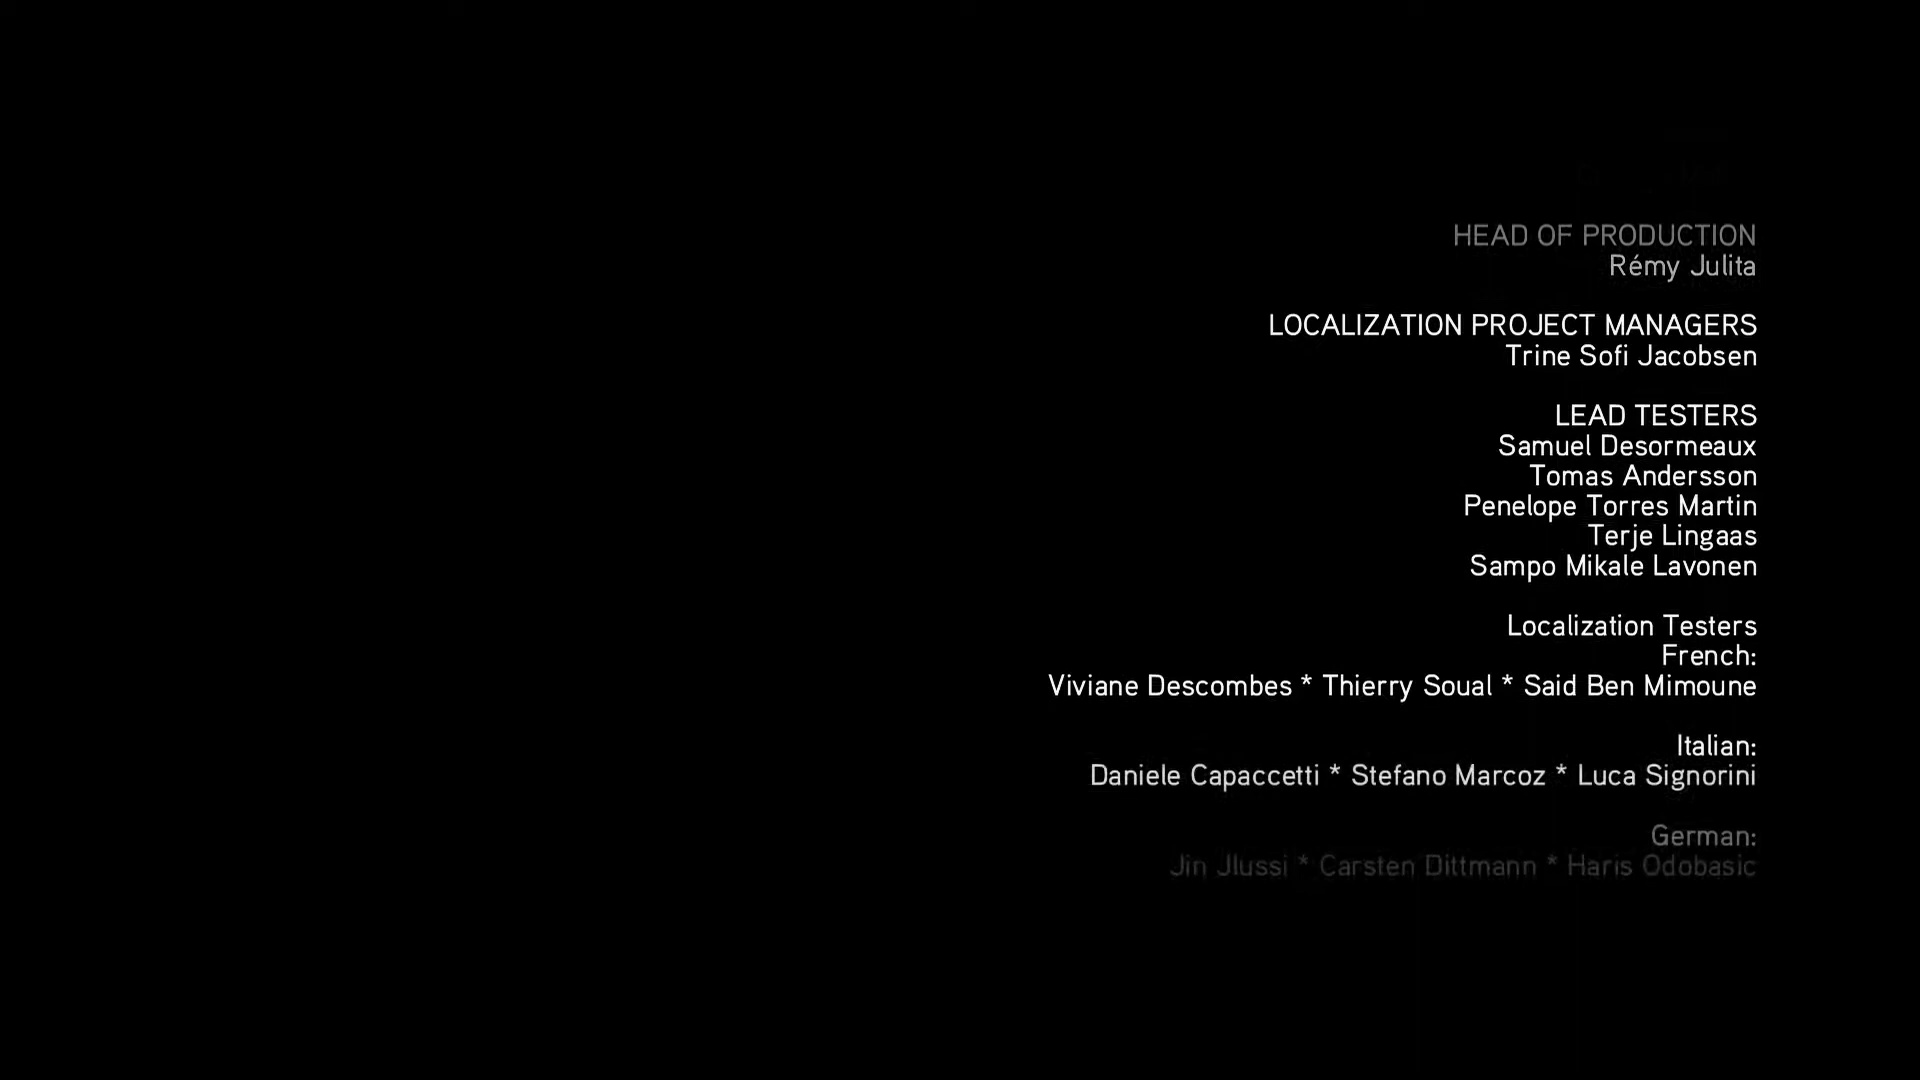 HEAD OF PRODUCTION
Rémy Julita
LOCALIZATION PROJECT MANAGERS
Trine Sofi Jacobsen
LEAD TESTERS
Samuel Desormeaux
Tomas Andersson
Penelope Torres Martin
Terje Lingaas
Sampo Mikale Lavonen
Localization Testers
French:
Viviane Descombes * Thierry Soual * Said Ben Mimoune
Italian:
Daniele Capaccetti * Stefano Marcoz * Luca Signorini
German:
Jin Jlussi * Carsten Dittmann * Haris Odobasic